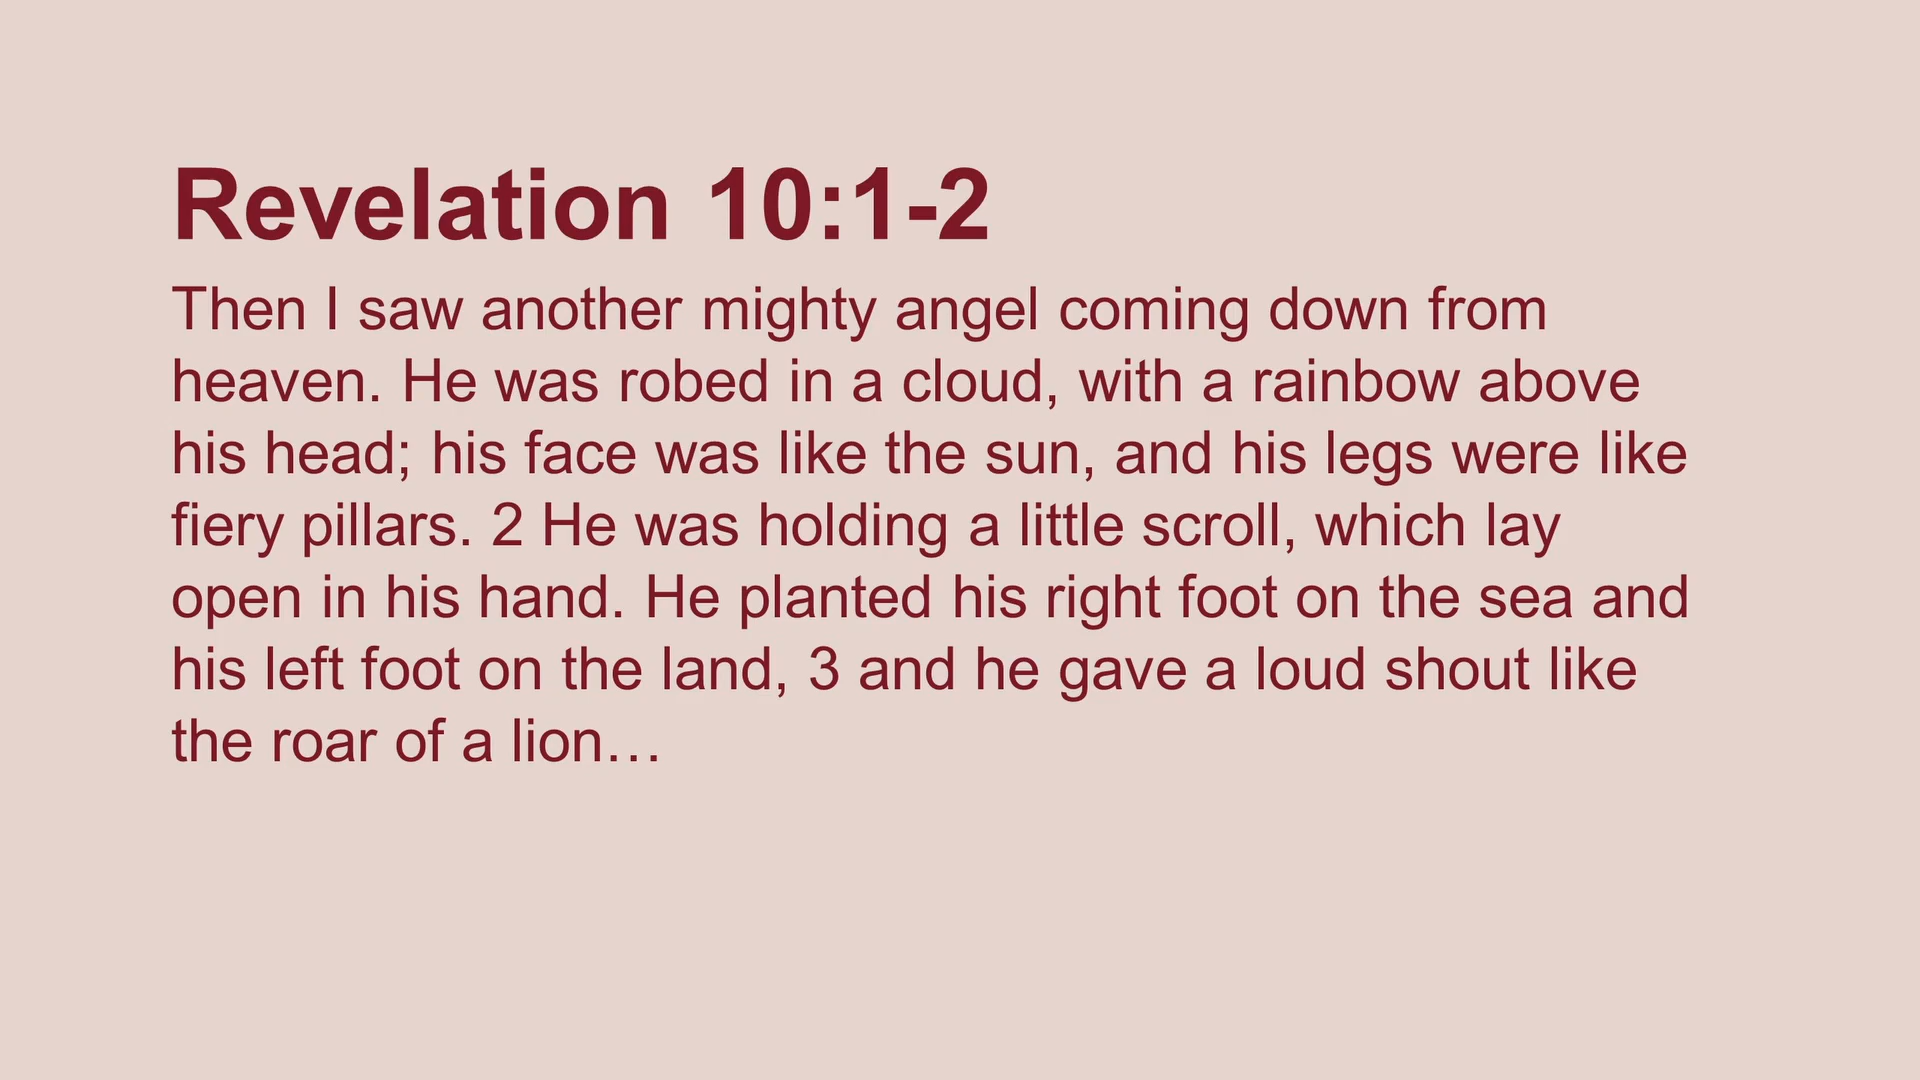 Revelation 10:1-2
Then I saw another mighty angel coming down from
heaven. He was robed in a cloud, with a rainbow above
his head; his face was like the sun, and his legs were like
fiery pillars. 2 He was holding a little scroll, which lay
open in his hand. He planted his right foot on the sea and
his left foot on the land, 3 and he gave a loud shout like
the roar of a lion…